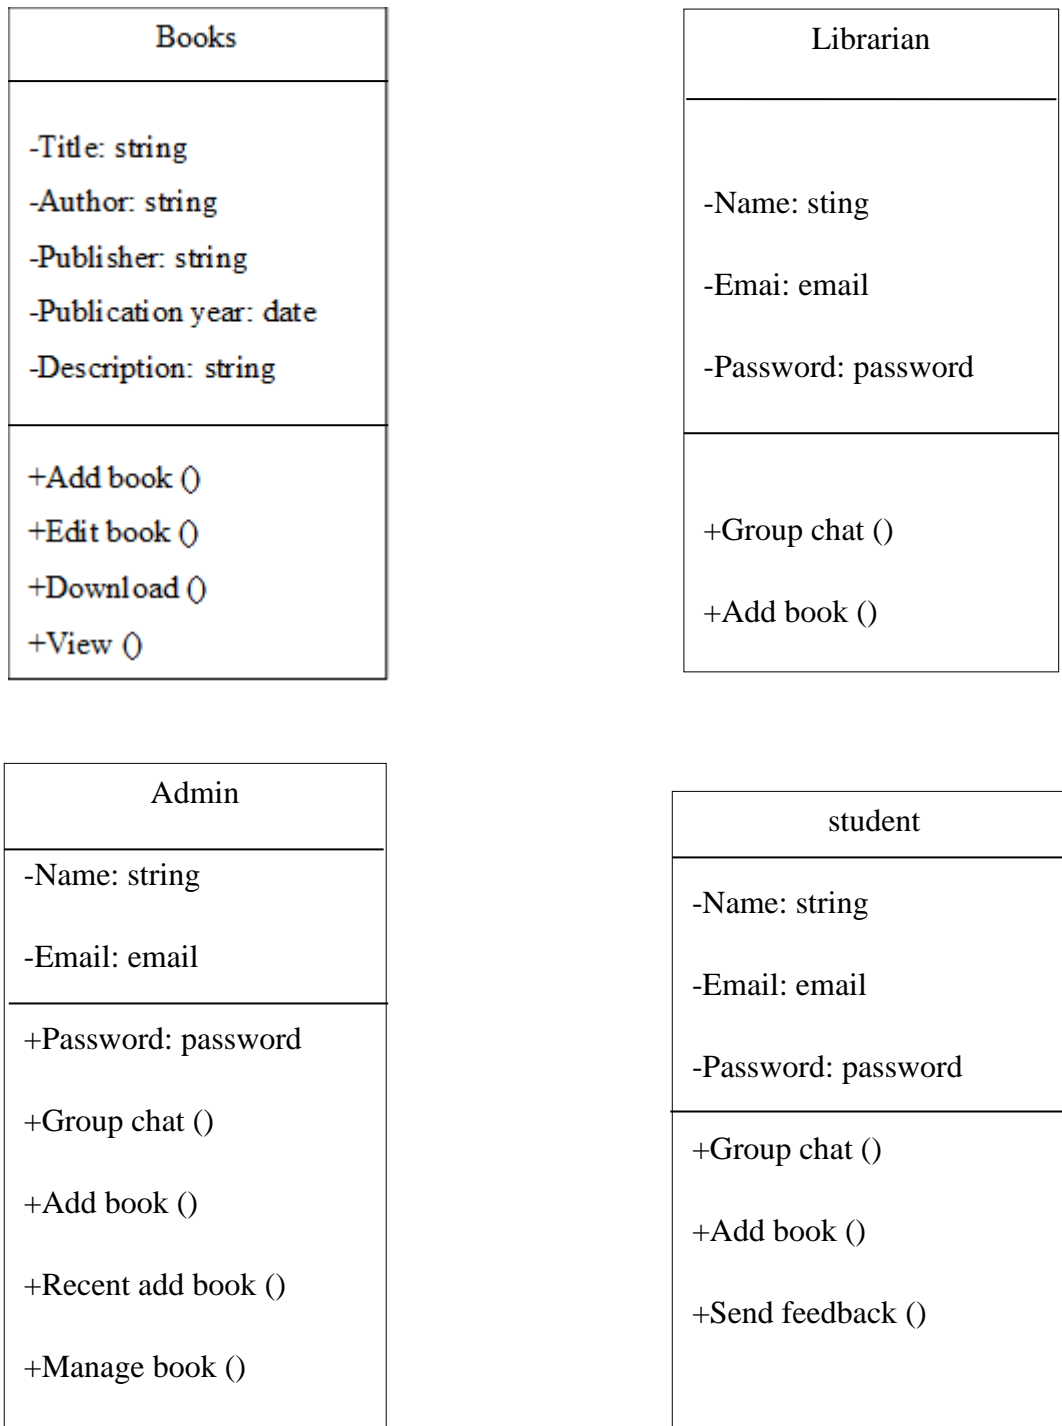 Books
-Title: string
-Author: string
-Publisher: string
-Publication year: date
-Description: string
+Add book ()
+Edit book ()
+Download ()
+View ()
Librarian
-Name: sting
-Emai: email
-Password: password
+Group chat ()
+Add book ()
Admin
-Name: string
-Email: email
+Password: password
+Group chat ()
+Add book ()
+Recent add book ()
+Manage book ()
student
-Name: string
-Email: email
-Password: password
+Group chat ()
+Add book ()
+Send feedback ()